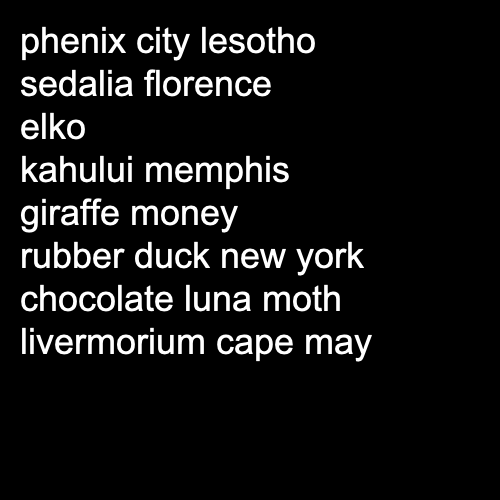 phenix city lesotho
sedalia florence
elko
kahului memphis
giraffe money
rubber duck new york
chocolate luna moth
livermorium cape may